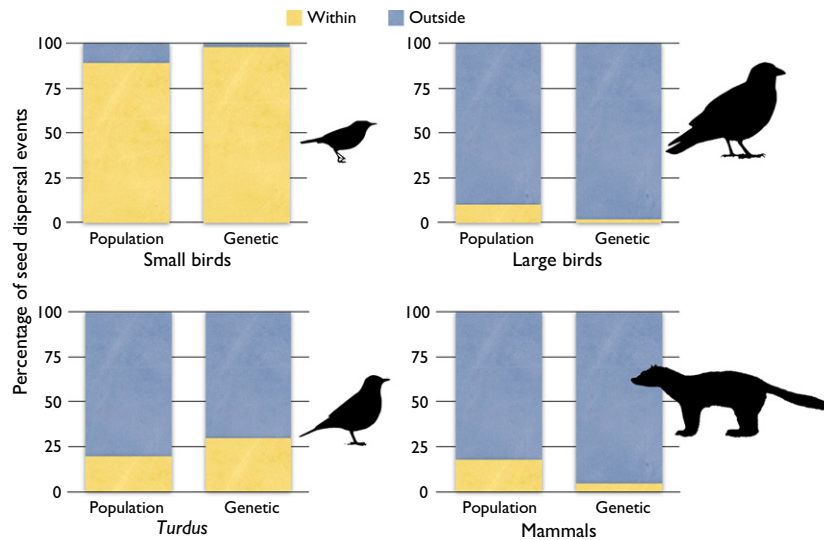 Within Outside
Percentage of seed dispersal events
100
75
50
25
0
Population Genetic
Small birds
100
75
50
25
0
Population Genetic
Large birds
100
75
50
25
0
Population Genetic
Turdus
100
75
50
25
0
Population Genetic
Mammals